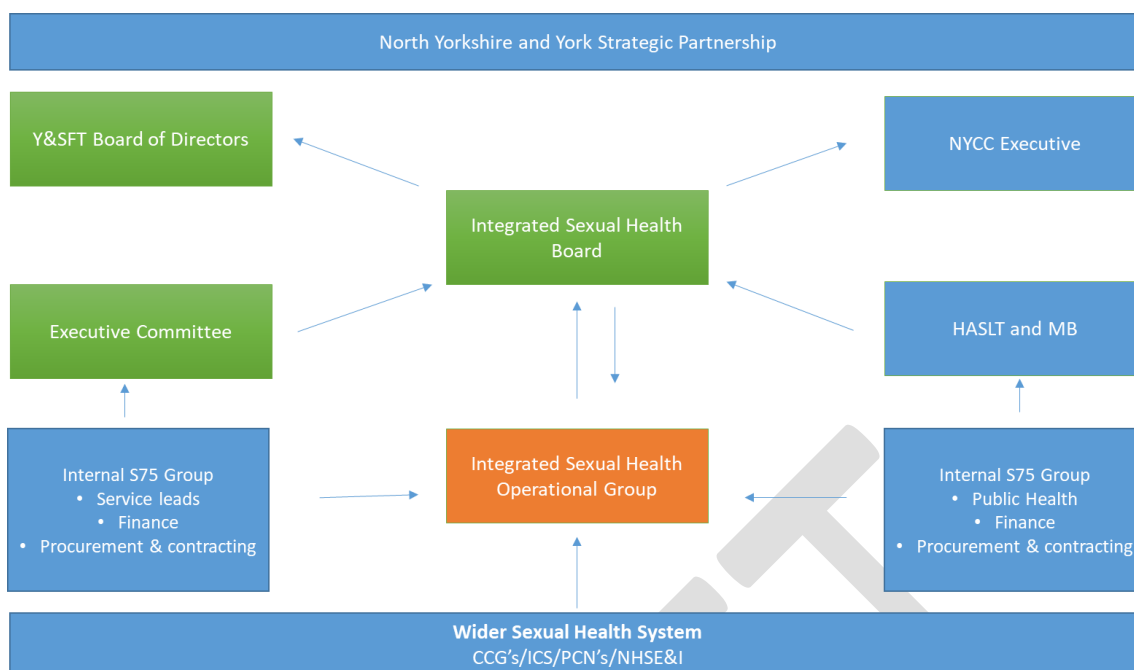 North Yorkshire and York Strategic Partnership
Y&SFT Board of Directors
NYCC Executive
Integrated Sexual Health
Board
Executive Committee
HASLT and MB
Internal S75 Group
• Service leads
• Finance
• Procurement & contracting
Integrated Sexual Health
Operational Group
Internal S75 Group
• Public Health
• Finance
• Procurement & contracting
Wider Sexual Health System
CCG's/ICS/PCN's/NHSE&I